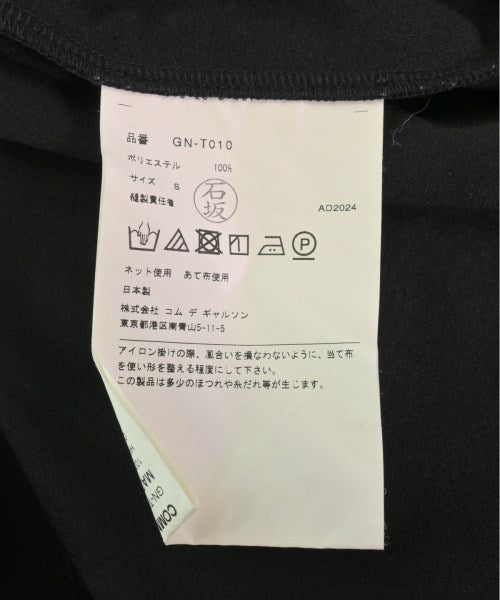 品番 GN-T010
ポリエステル 100%
サイズ S
縫製責任者 石坂
AD2024
ネット使用 あて布使用
日本製
株式会社 コム デ ギャルソン
東京都港区南青山5-11-5
アイロン掛けの際、風合いを損なわないように、当て布
を使い形を整える程度にして下さい。
この製品は多少のほつれや糸だれ等が生じます。